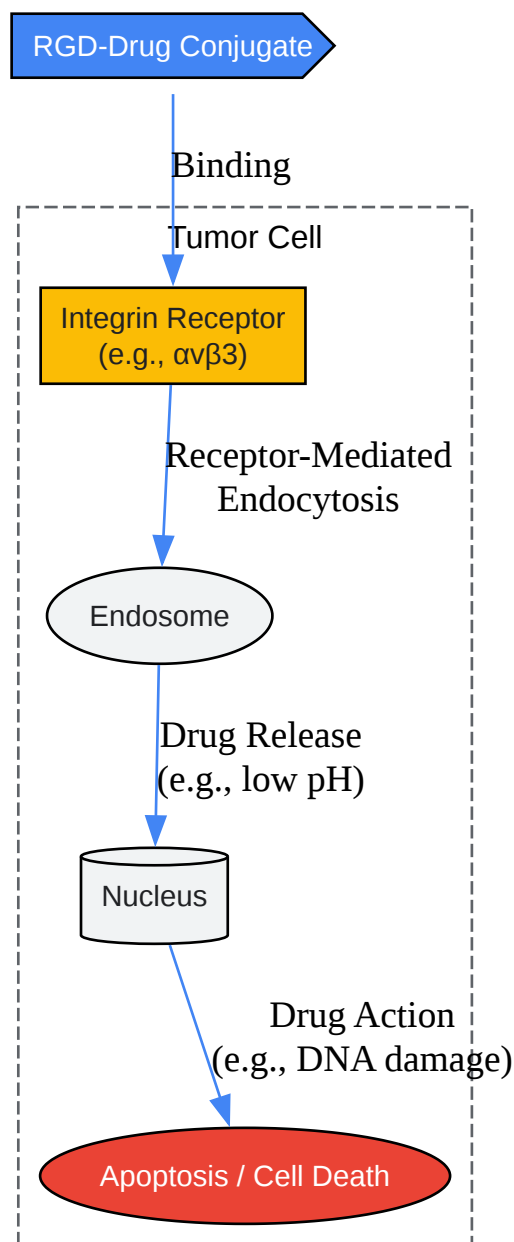 RGD-Drug Conjugate
Binding
Tumor Cell
Integrin Receptor
(e.g., αvβ3)
Receptor-Mediated
Endocytosis
Endosome
Drug Release
(e.g., low pH)
Nucleus
Drug Action
(e.g., DNA damage)
Apoptosis / Cell Death